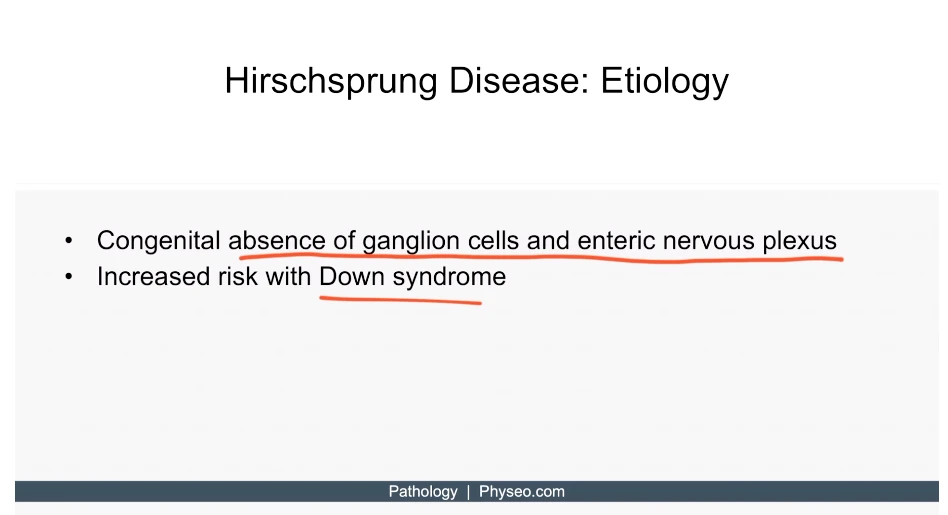 Hirschsprung Disease: Etiology
• Congenital absence of ganglion cells and enteric nervous plexus
• Increased risk with Down syndrome
Pathology | Physeo.com